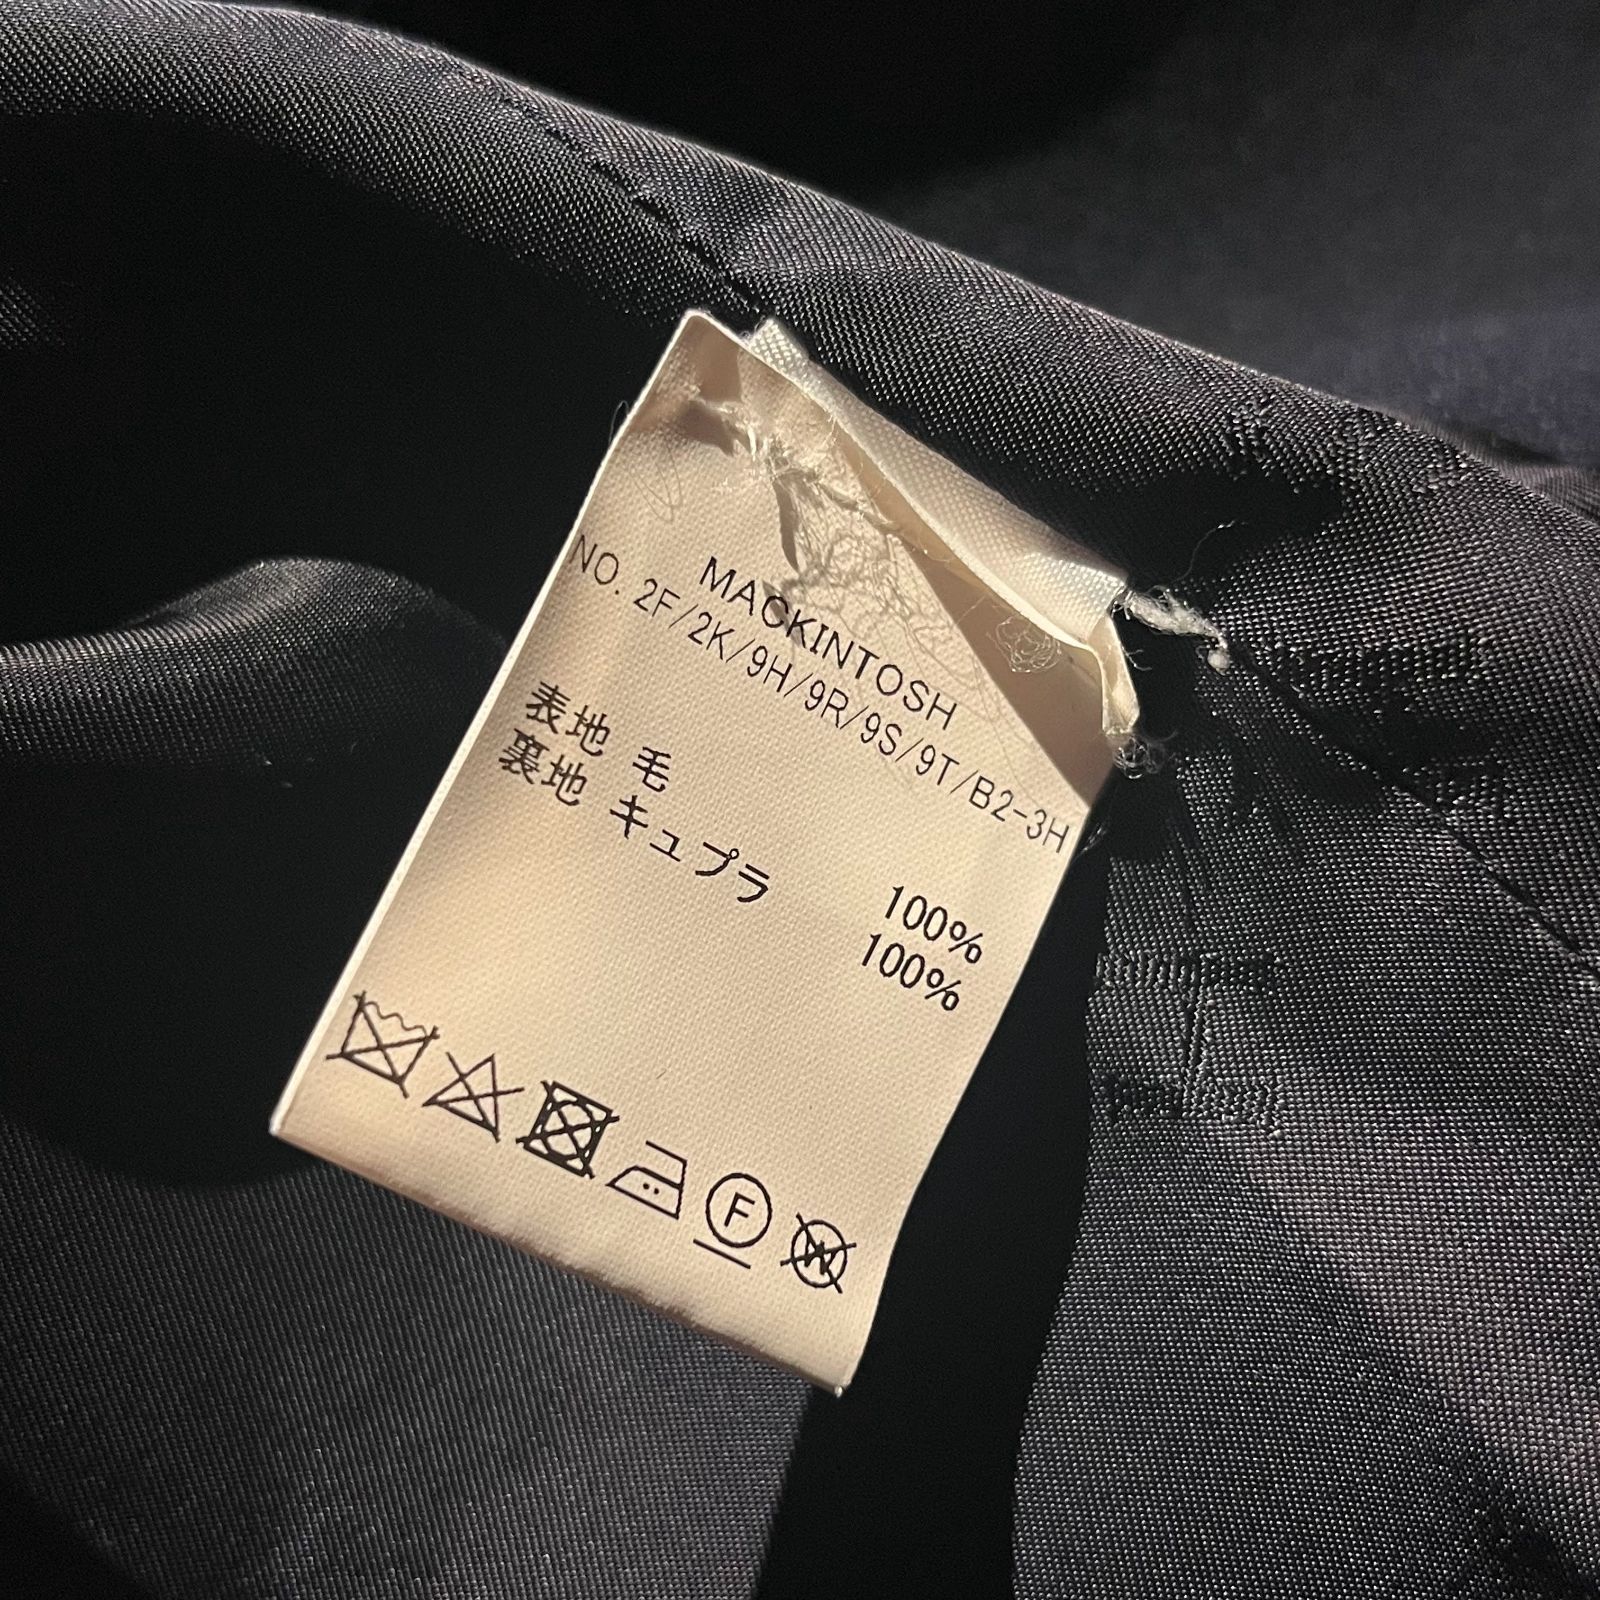 MACKINTOSH
NO. 2F/2K/9H/9R/9S/9T/B2-3H
表地 毛 100%
裏地 キュプラ 100%
F W